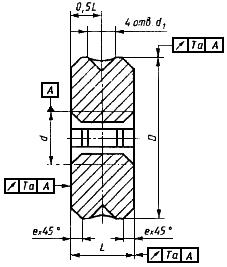 0,5L
4 отв. d₁
↗ Ta A
A
d
D
↗ Ta A
e×45°
e×45°
L
↗ Ta A